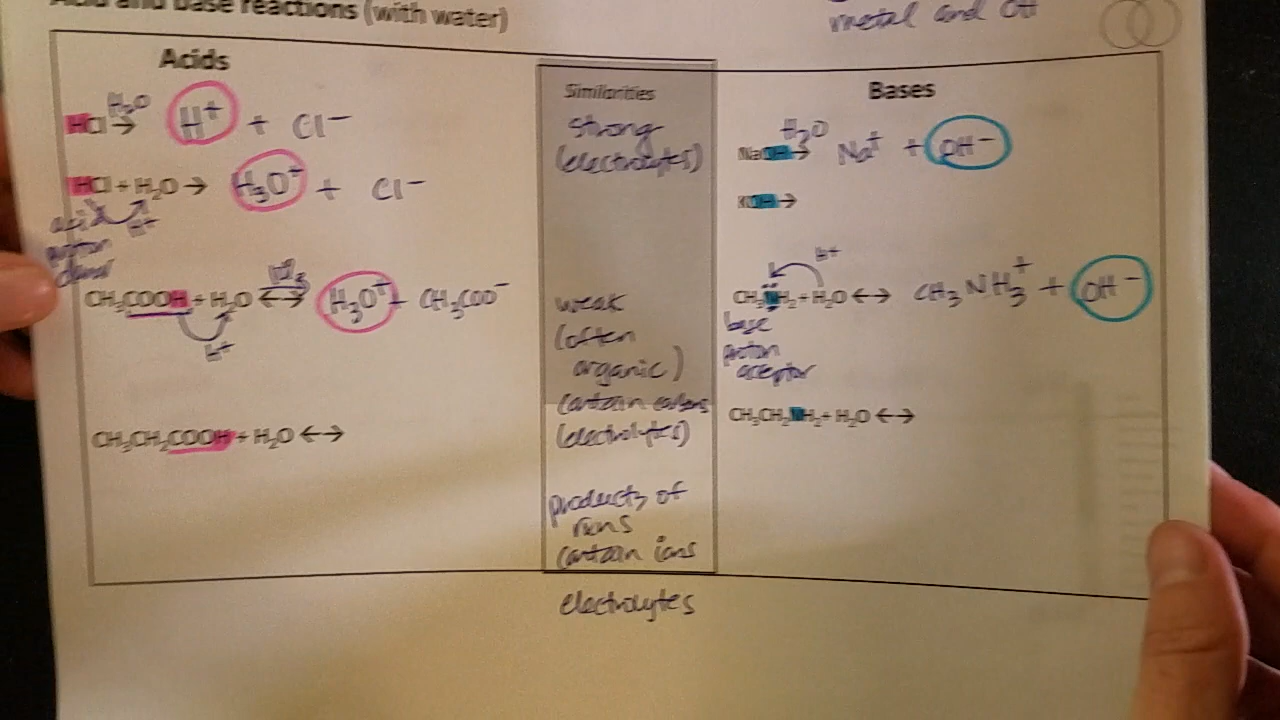 Acid and base reactions (with water)
metal and OH
Acids
HCl →
H₂O
H⁺ + Cl⁻
HCl + H₂O → H₃O⁺ + Cl⁻
acid
H⁺
proton
donor
CH₃COOH + H₂O ↔ H₃O⁺ + CH₃COO⁻
H⁺
CH₃CH₂COOH + H₂O ↔
Similarities
strong
(electrolytes)
weak
(often
organic)
contain
(electrolytes)
products of
ions
contain ions
electrolytes
Bases
H₂O
NaOH → Na⁺ + OH⁻
KOH →
H⁺
CH₃NH₂ + H₂O ↔ CH₃NH₃⁺ + OH⁻
base
proton
aceptor
CH₃CH₂NH₂ + H₂O ↔